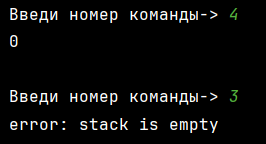 Введи номер команды-> 4
0
Введи номер команды-> 3
error: stack is empty